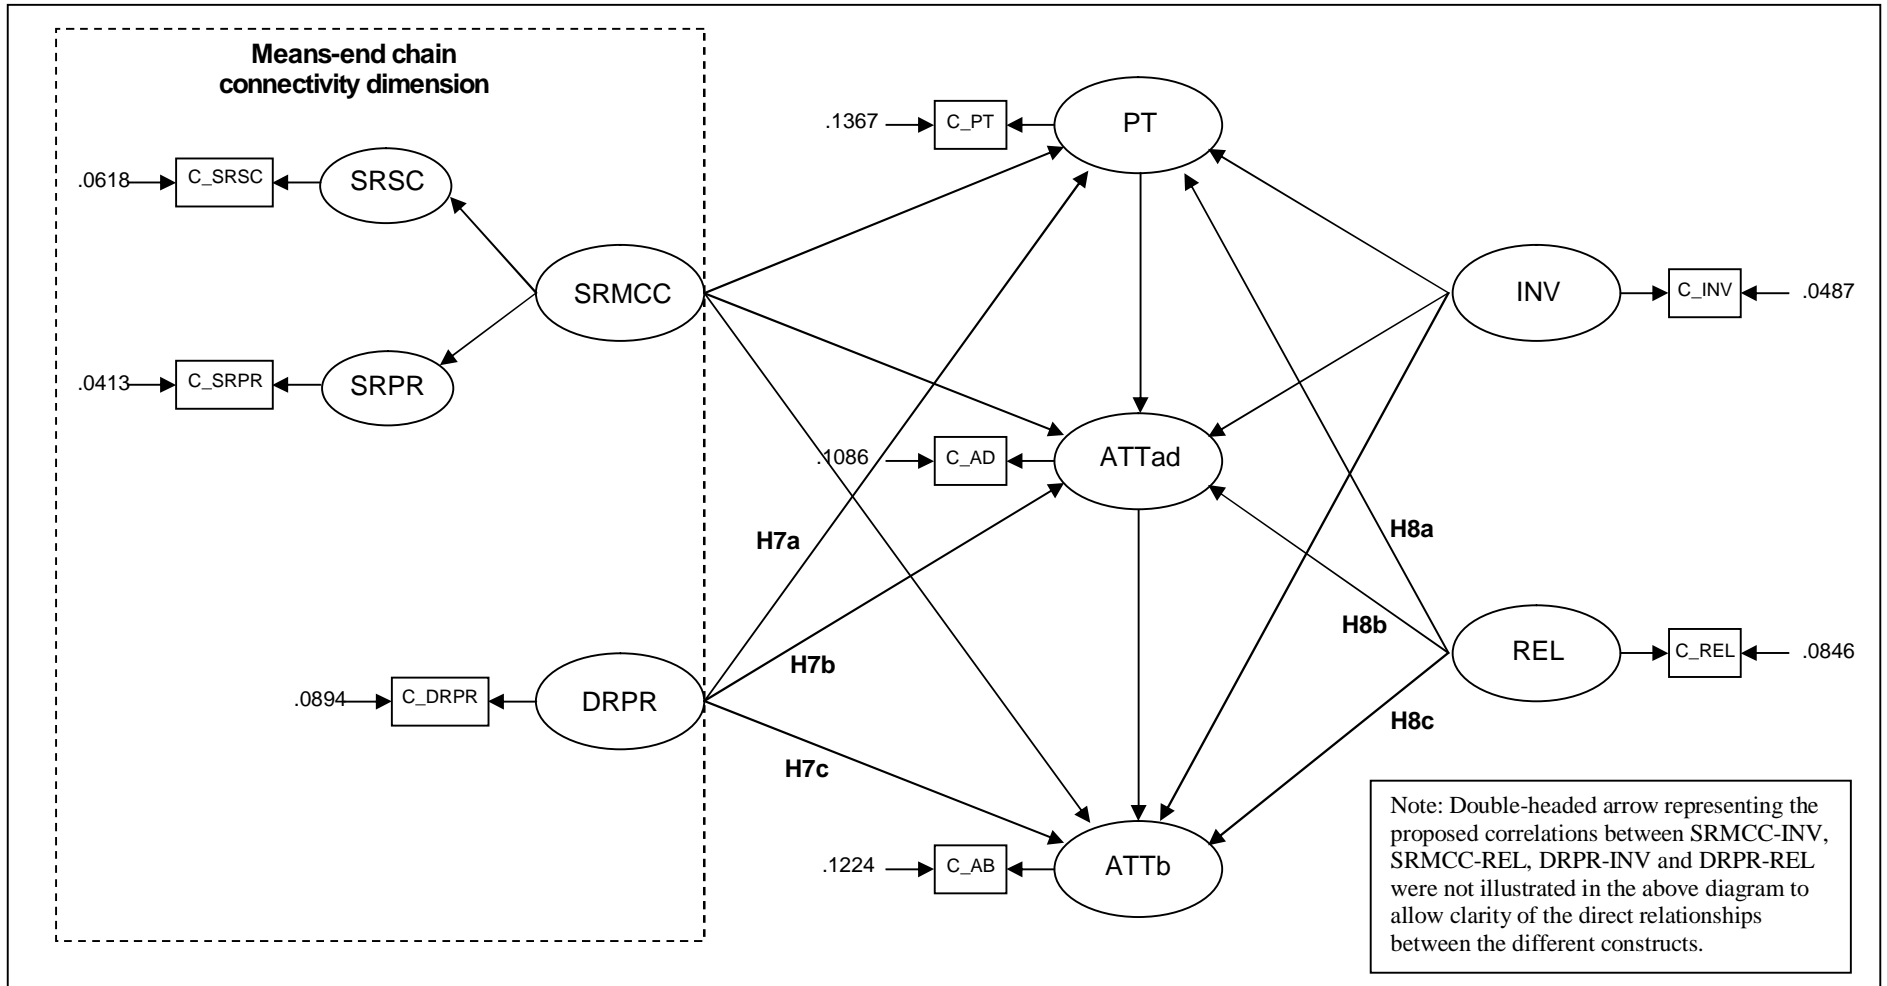 Means-end chain
connectivity dimension
.1367
C_PT
PT
.0618
C_SRSC
SRSC
SRMCC
INV
C_INV
.0487
.0413
C_SRPR
SRPR
.1086
C_AD
ATTad
H7a
H8a
H8b
H7b
REL
C_REL
.0846
.0894
C_DRPR
DRPR
H8c
H7c
.1224
C_AB
ATTb
Note: Double-headed arrow representing the
proposed correlations between SRMCC-INV,
SRMCC-REL, DRPR-INV and DRPR-REL
were not illustrated in the above diagram to
allow clarity of the direct relationships
between the different constructs.